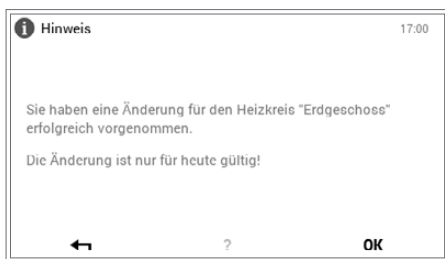 Hinweis 17:00
Sie haben eine Änderung für den Heizkreis "Erdgeschoss"
erfolgreich vorgenommen.
Die Änderung ist nur für heute gültig!
? OK